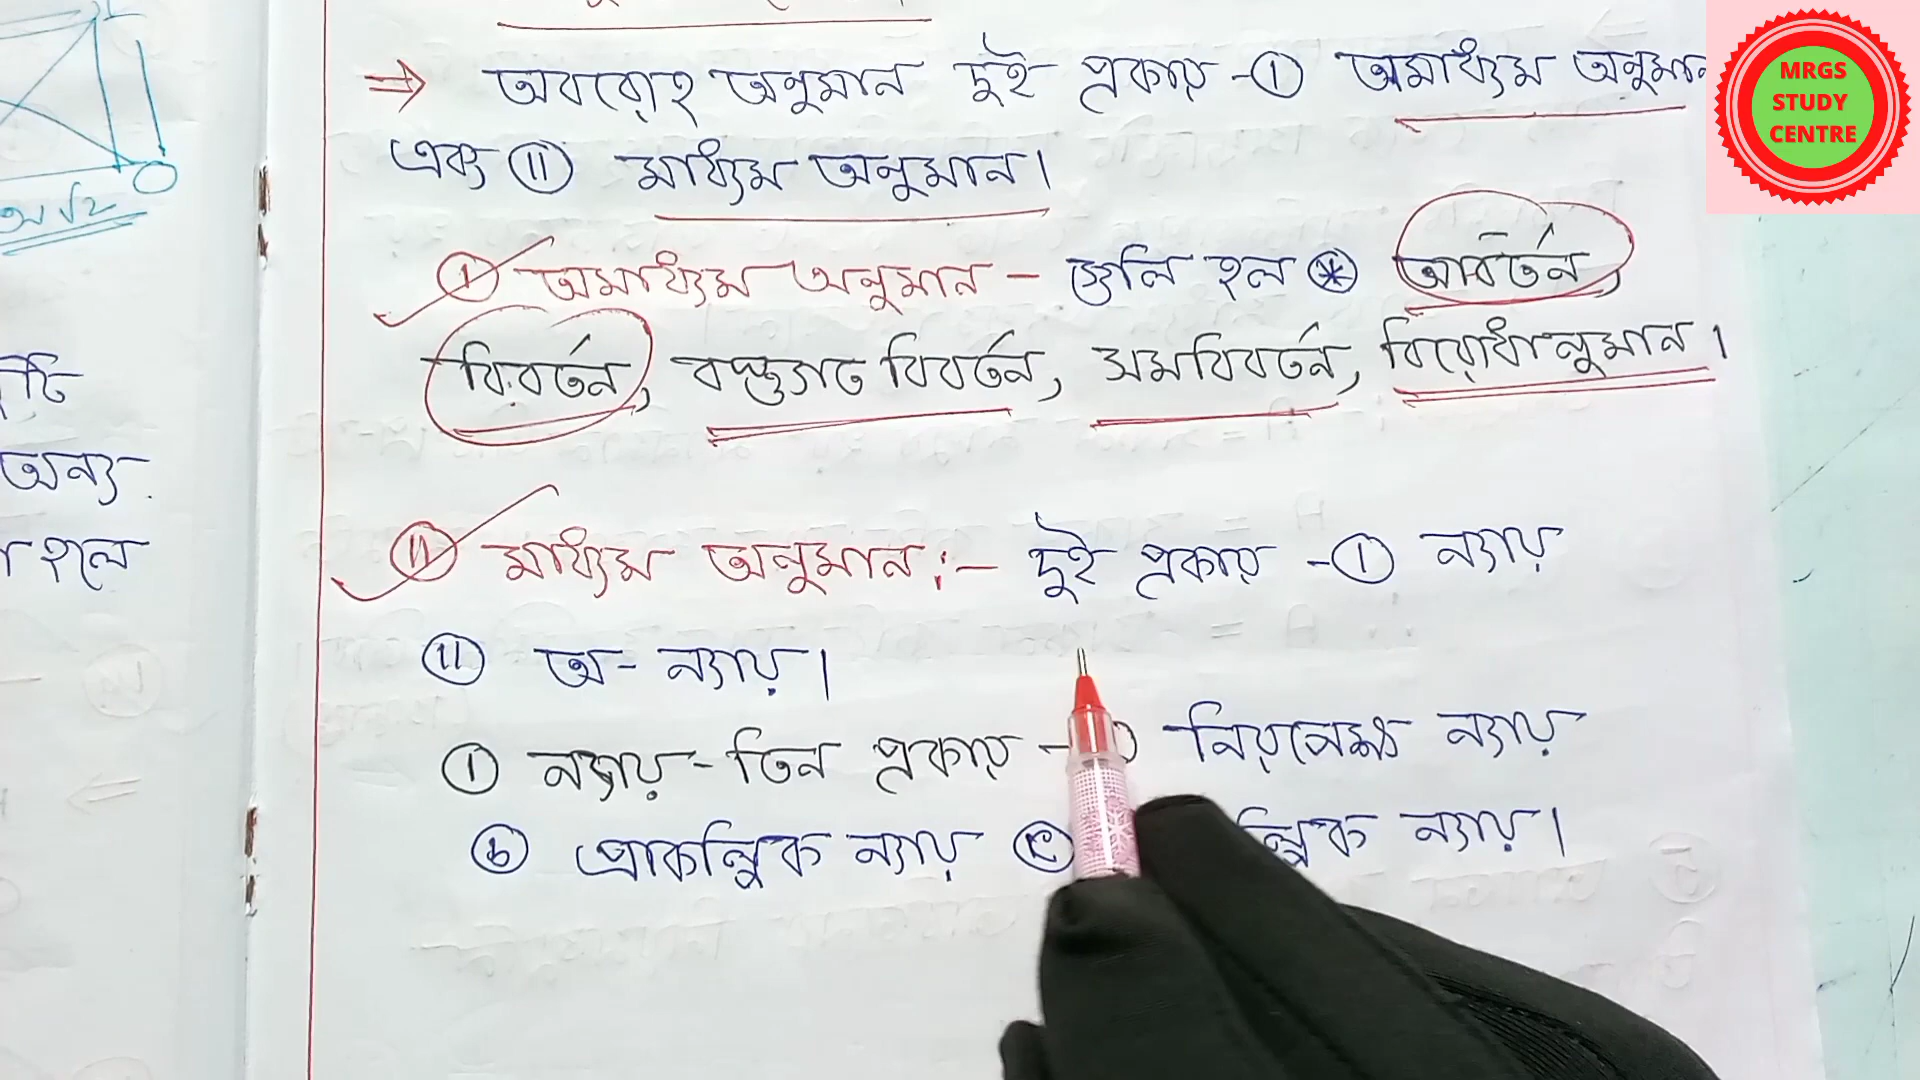 ⇒ অবরোহ অনুমান দুই প্রকার - ① অমাধ্যম অনুমান
এবং ⑪ মাধ্যম অনুমান।
① অমাধ্যম অনুমান - গুলি হল ⊛ আবর্তন,
বিবর্তন, বস্তুগত বিবর্তন, সমবিবর্তন, বিরোধানুমান।
⑪ মাধ্যম অনুমান :- দুই প্রকার - ① ন্যায়
⑪ অ- ন্যায়।
① ন্যায় - তিন প্রকার - নিরপেক্ষ ন্যায়
ⓑ প্রাকল্পিক ন্যায় ⓒ ল্পিক ন্যায়।
অন্য
হলে
MRGS
STUDY
CENTRE